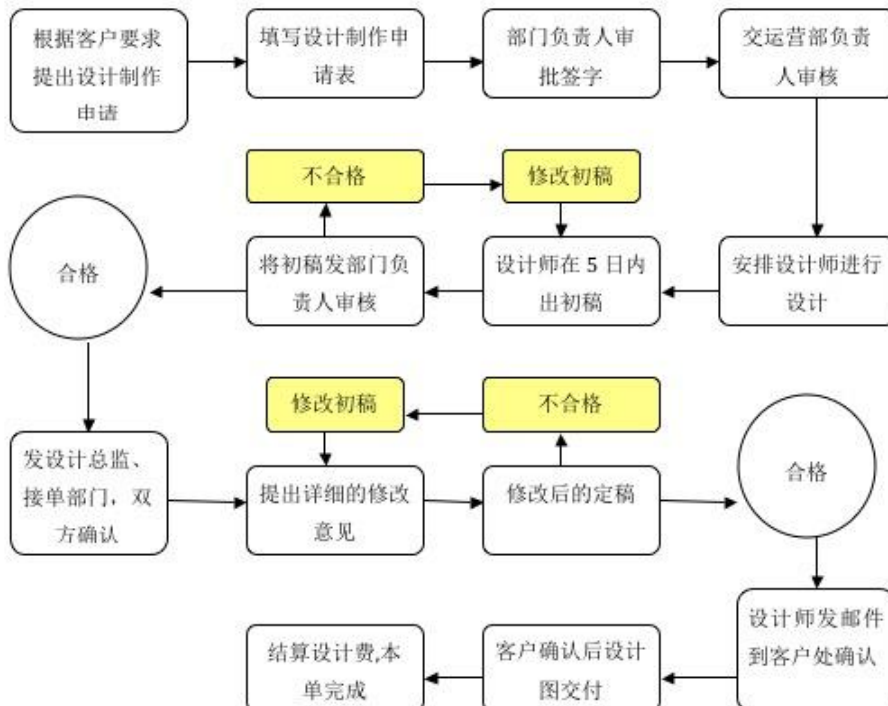 根据客户要求
提出设计制作
申请
填写设计制作申
请表
部门负责人审
批签字
交运营部负责
人审核
不合格
修改初稿
合格
将初稿发部门负
责人审核
设计师在 5 日内
出初稿
安排设计师进行
设计
修改初稿
不合格
合格
发设计总监、
接单部门，双
方确认
提出详细的修改
意见
修改后的定稿
设计师发邮件
到客户处确认
结算设计费,本
单完成
客户确认后设计
图交付